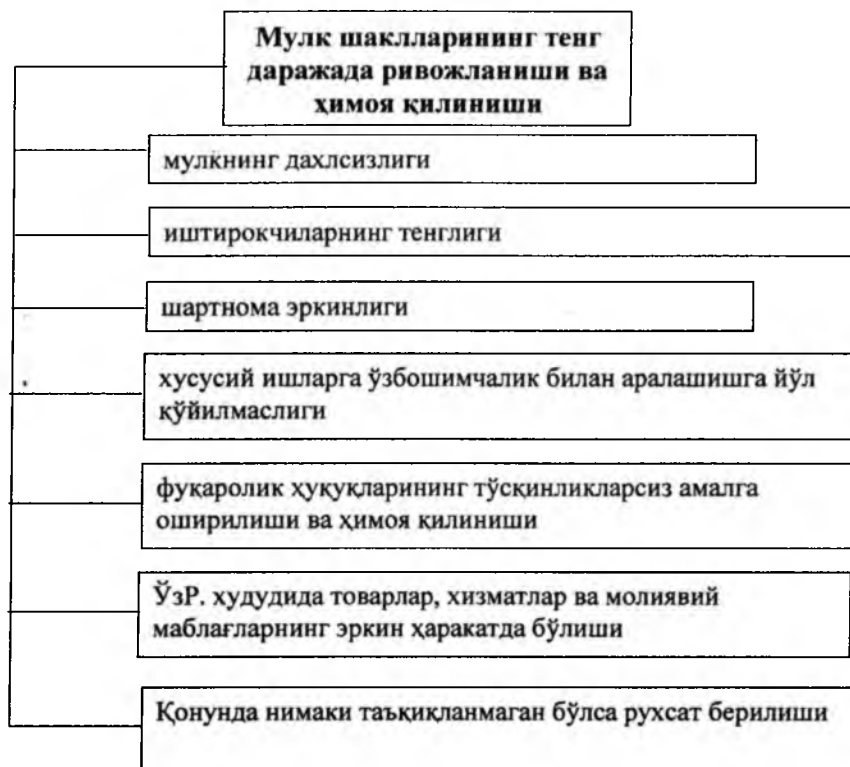 Мулк шаклларининг тенг
даражада ривожланиши ва
ҳимоя қилиниши
мулкнинг дахлсизлиги
иштирокчиларнинг тенглиги
шартнома эркинлиги
хусусий ишларга ўзбошимчалик билан аралашишга йўл
қўйилмаслиги
фуқаролик ҳуқуқларининг тўсқинликларсиз амалга
оширилиши ва ҳимоя қилиниши
ЎзР. худудида товарлар, хизматлар ва молиявий
маблағларнинг эркин ҳаракатда бўлиши
Қонунда нимаки таъқиқланмаган бўлса рухсат берилиши